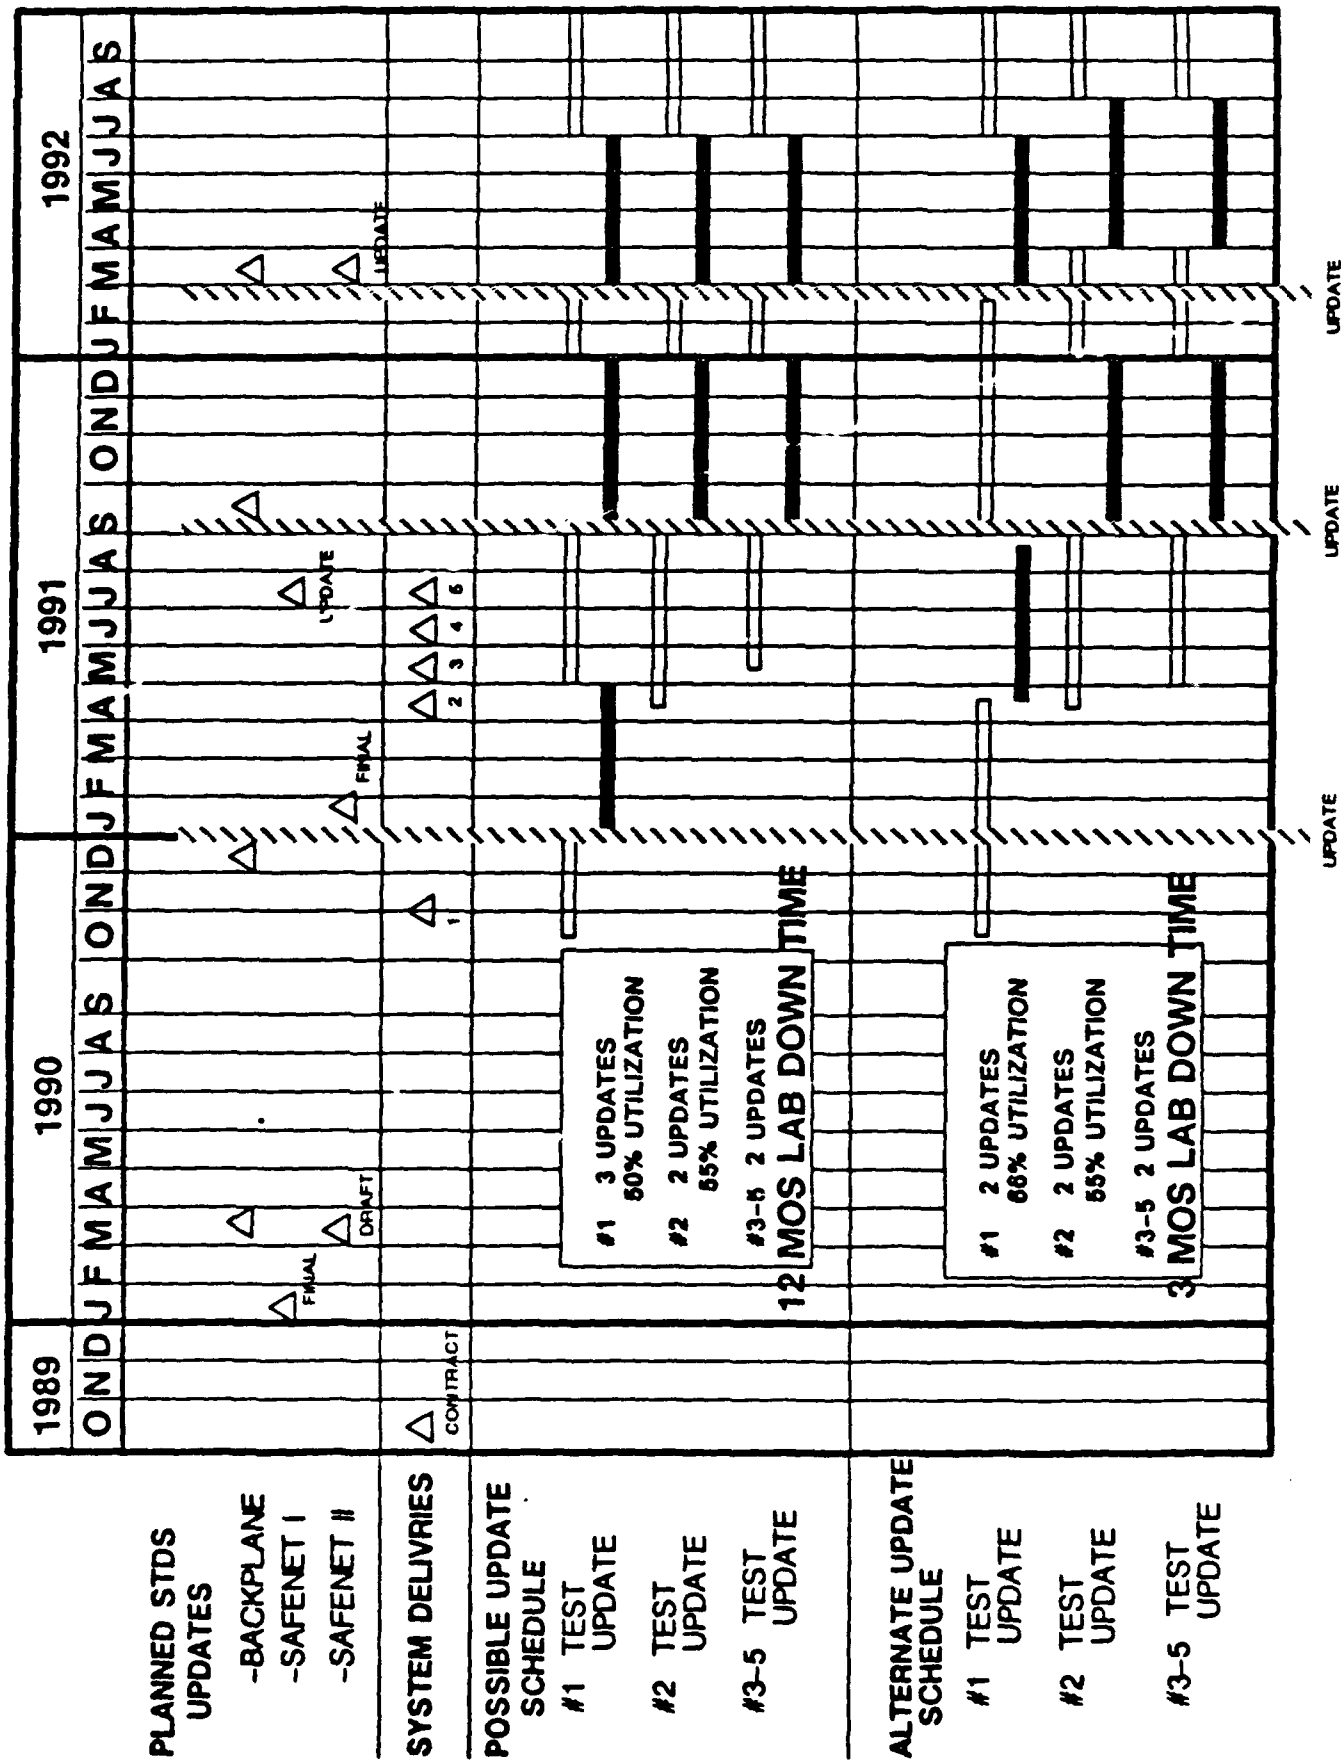 1989 1990 1991 1992
O N D J F M A M J J A S O N D J F M A M J J A S O N D J F M A M J J A S
PLANNED STDS
UPDATES
-BACKPLANE
-SAFENET I
FINAL
UPDATE
-SAFENET II
DRAFT
FINAL
UPDATE
SYSTEM DELIVRIES
CONTRACT
1 2 3 4 5
POSSIBLE UPDATE
SCHEDULE
#1 TEST
UPDATE
#2 TEST
UPDATE
#3-5 TEST
UPDATE
#1 3 UPDATES
50% UTILIZATION
#2 2 UPDATES
55% UTILIZATION
#3-5 2 UPDATES
12 MOS LAB DOWN TIME
ALTERNATE UPDATE
SCHEDULE
#1 TEST
UPDATE
#2 TEST
UPDATE
#3-5 TEST
UPDATE
#1 2 UPDATES
66% UTILIZATION
#2 2 UPDATES
55% UTILIZATION
#3-5 2 UPDATES
3 MOS LAB DOWN TIME
UPDATE
UPDATE
UPDATE